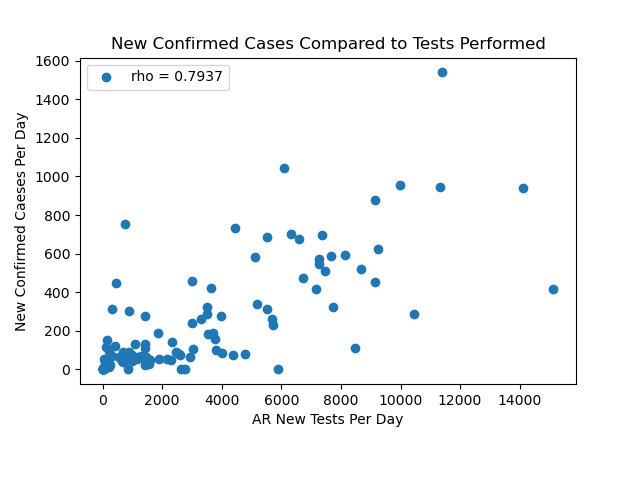 New Confirmed Cases Compared to Tests Performed
rho = 0.7937
New Confirmed Caeses Per Day
1600
1400
1200
1000
800
600
400
200
0
0 2000 4000 6000 8000 10000 12000 14000
AR New Tests Per Day